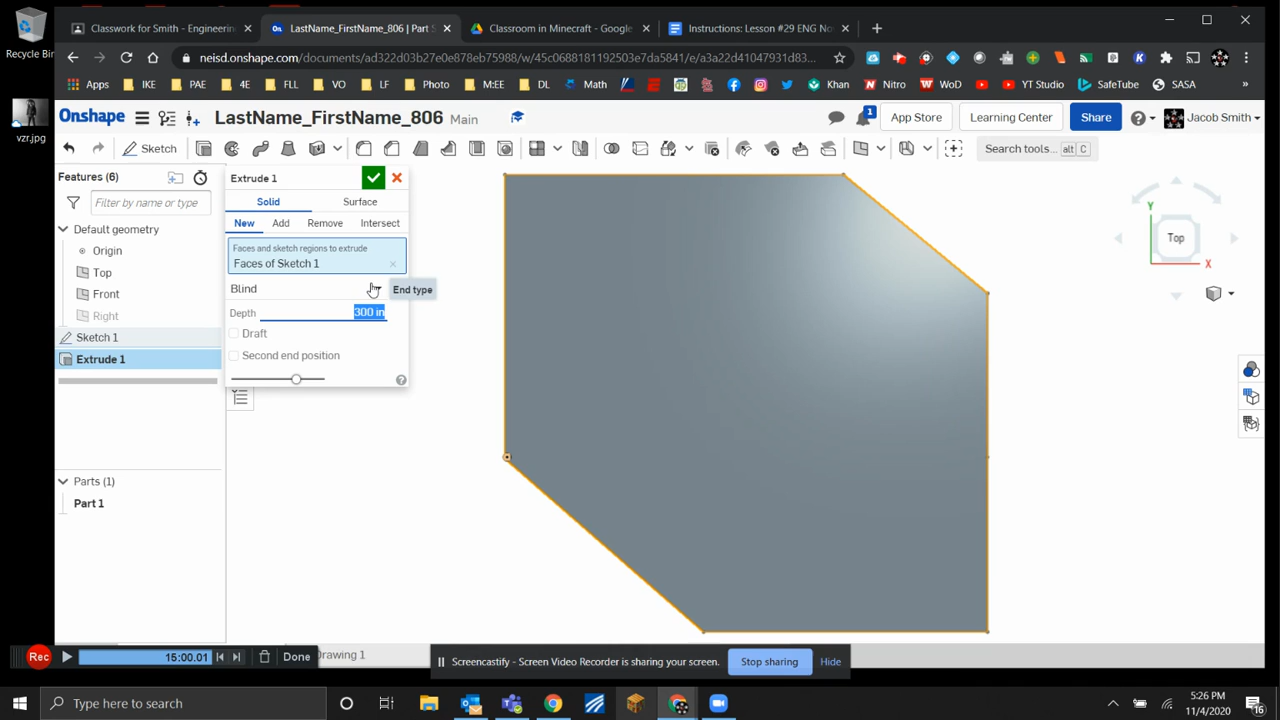 Recycle Bin
vzr.jpg
Classwork for Smith - Engineering
On LastName_FirstName_806 | Part S
Classroom in Minecraft - Google
Instructions: Lesson #29 ENG No
neisd.onshape.com/documents/ad322d03b27e0e878eb75988/w/45c0688181193e7da5841/e/a3a22d41047931d83...
Apps IKE PAE 4E FLL VO LF Photo M:EE DL Math Khan Nitro WoD YT Studio SafeTube SASA »
Onshape LastName_FirstName_806 Main 1 App Store Learning Center Share Jacob Smith
Sketch Search tools... alt C
Features (6)
Filter by name or type
Default geometry
Origin
Top
Front
Right
Sketch 1
Extrude 1
Parts (1)
Part 1
Extrude 1
Solid Surface
New Add Remove Intersect
Faces and sketch regions to extrude
Faces of Sketch 1
Blind
End type
Depth 300 in
Draft
Second end position
Y
Top
X
Rec 15:00.01 Done
Drawing 1
Screencastify - Screen Video Recorder is sharing your screen. Stop sharing Hide
Type here to search
5:26 PM
11/4/2020
16